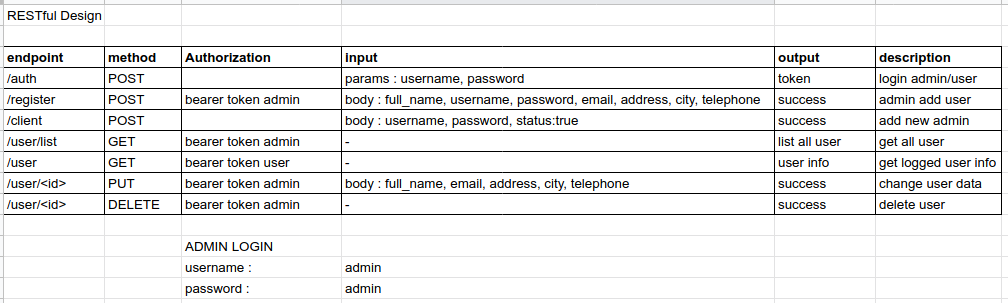 RESTful Design
endpoint method Authorization input output description
/auth POST params : username, password token login admin/user
/register POST bearer token admin body : full_name, username, password, email, address, city, telephone success admin add user
/client POST body : username, password, status:true success add new admin
/user/list GET bearer token admin - list all user get all user
/user GET bearer token user - user info get logged user info
/user/<id> PUT bearer token admin body : full_name, email, address, city, telephone success change user data
/user/<id> DELETE bearer token admin - success delete user
ADMIN LOGIN
username : admin
password : admin